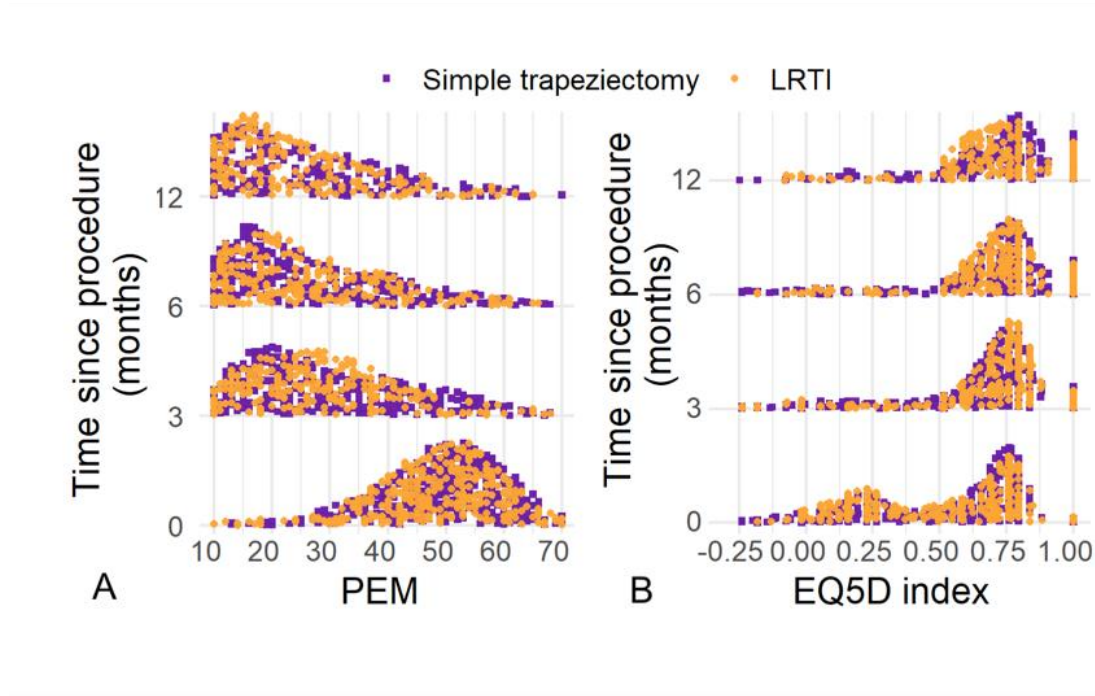 Simple trapeziectomy LRTI
Time since procedure
(months)
12
6
3
0
10 20 30 40 50 60 70
A PEM
Time since procedure
(months)
12
6
3
0
-0.25 0.00 0.25 0.50 0.75 1.00
B EQ5D index